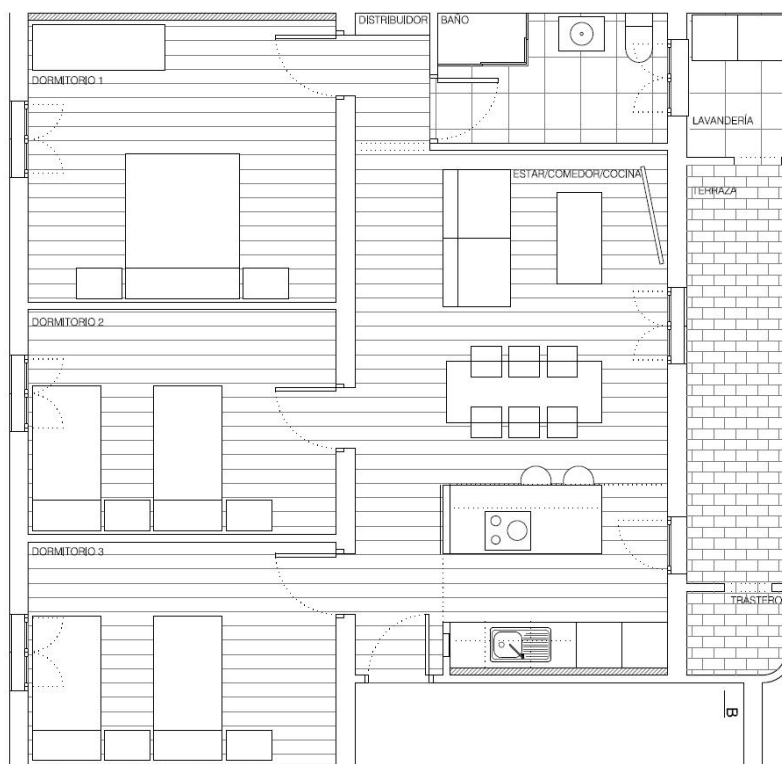 DISTRIBUIDOR
BAÑO
DORMITORIO 1
LAVANDERÍA
ESTAR/COMEDOR/COCINA
TERRAZA
DORMITORIO 2
DORMITORIO 3
TRASTERO
B